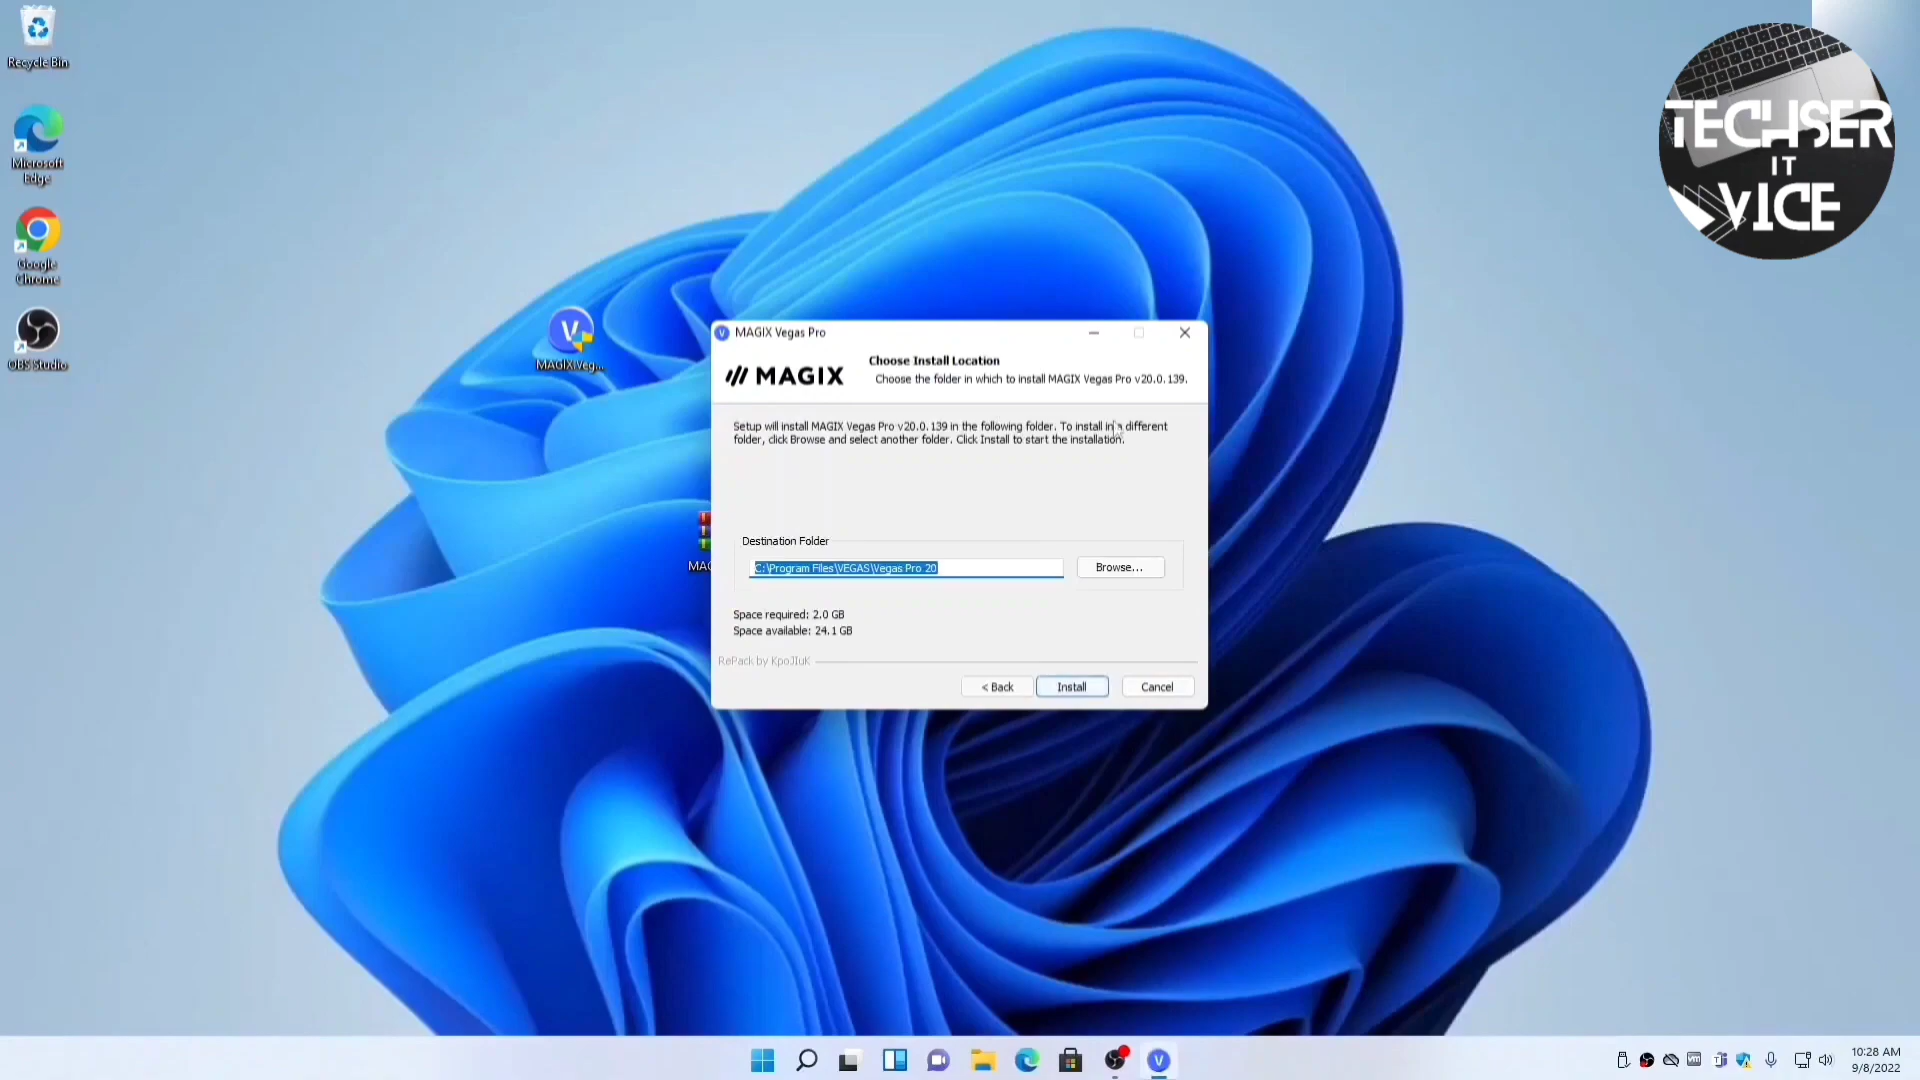 Recycle Bin
Microsoft
Edge
Google
Chrome
OBS Studio
MAGIX.Veg...
MAG
TECHSER
IT
VICE
MAGIX Vegas Pro
MAGIX
Choose Install Location
Choose the folder in which to install MAGIX Vegas Pro v20.0.139.
Setup will install MAGIX Vegas Pro v20.0.139 in the following folder. To install in a different
folder, click Browse and select another folder. Click Install to start the installation.
Destination Folder
C:\Program Files\VEGAS\Vegas Pro 20
Browse...
Space required: 2.0 GB
Space available: 24.1 GB
RePack by KpoJIuK
< Back
Install
Cancel
10:28 AM
9/8/2022